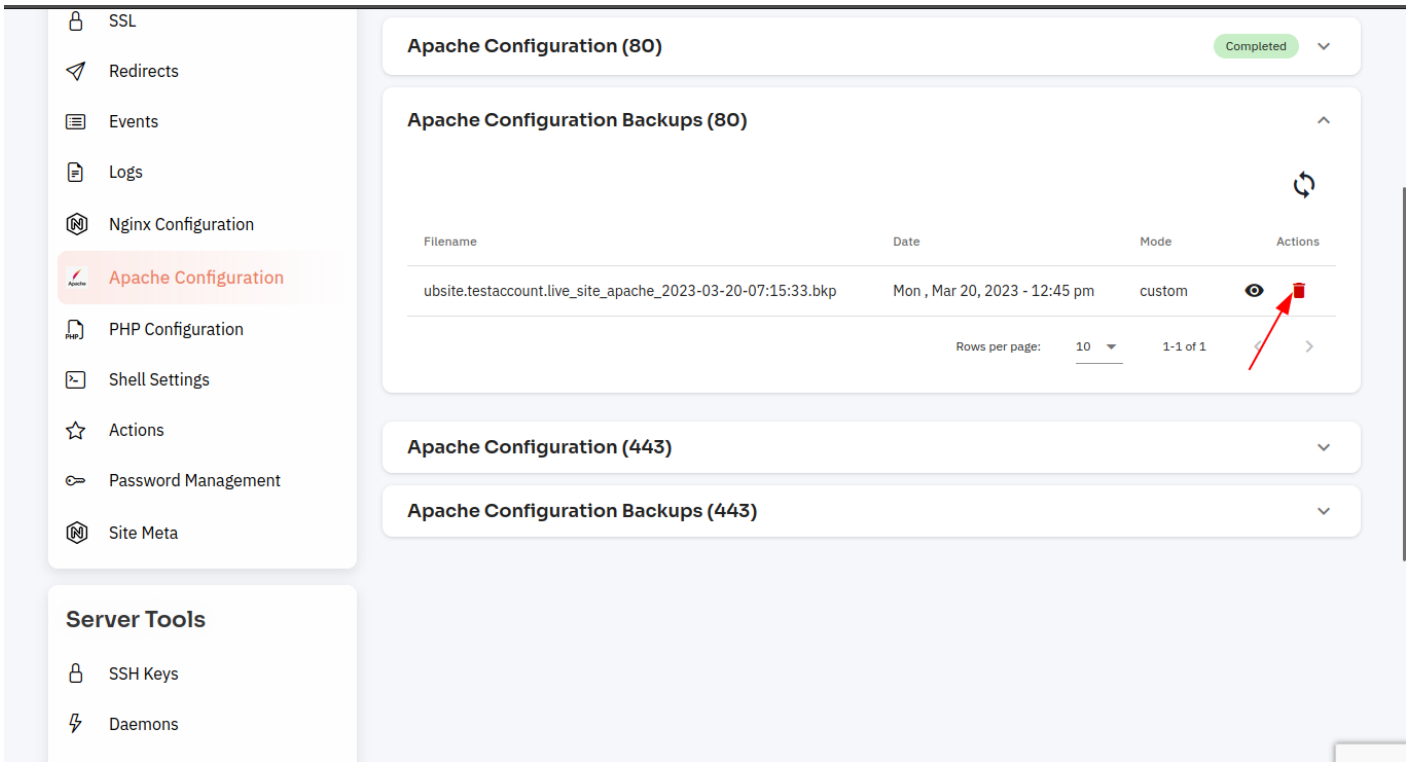 SSL
Redirects
Events
Logs
Nginx Configuration
Apache
Apache Configuration
PHP
PHP Configuration
Shell Settings
Actions
Password Management
Site Meta
Server Tools
SSH Keys
Daemons
Apache Configuration (80)
Completed
Apache Configuration Backups (80)
Filename Date Mode Actions
ubsite.testaccount.live_site_apache_2023-03-20-07:15:33.bkp Mon , Mar 20, 2023 - 12:45 pm custom
Rows per page: 10 1-1 of 1
Apache Configuration (443)
Apache Configuration Backups (443)